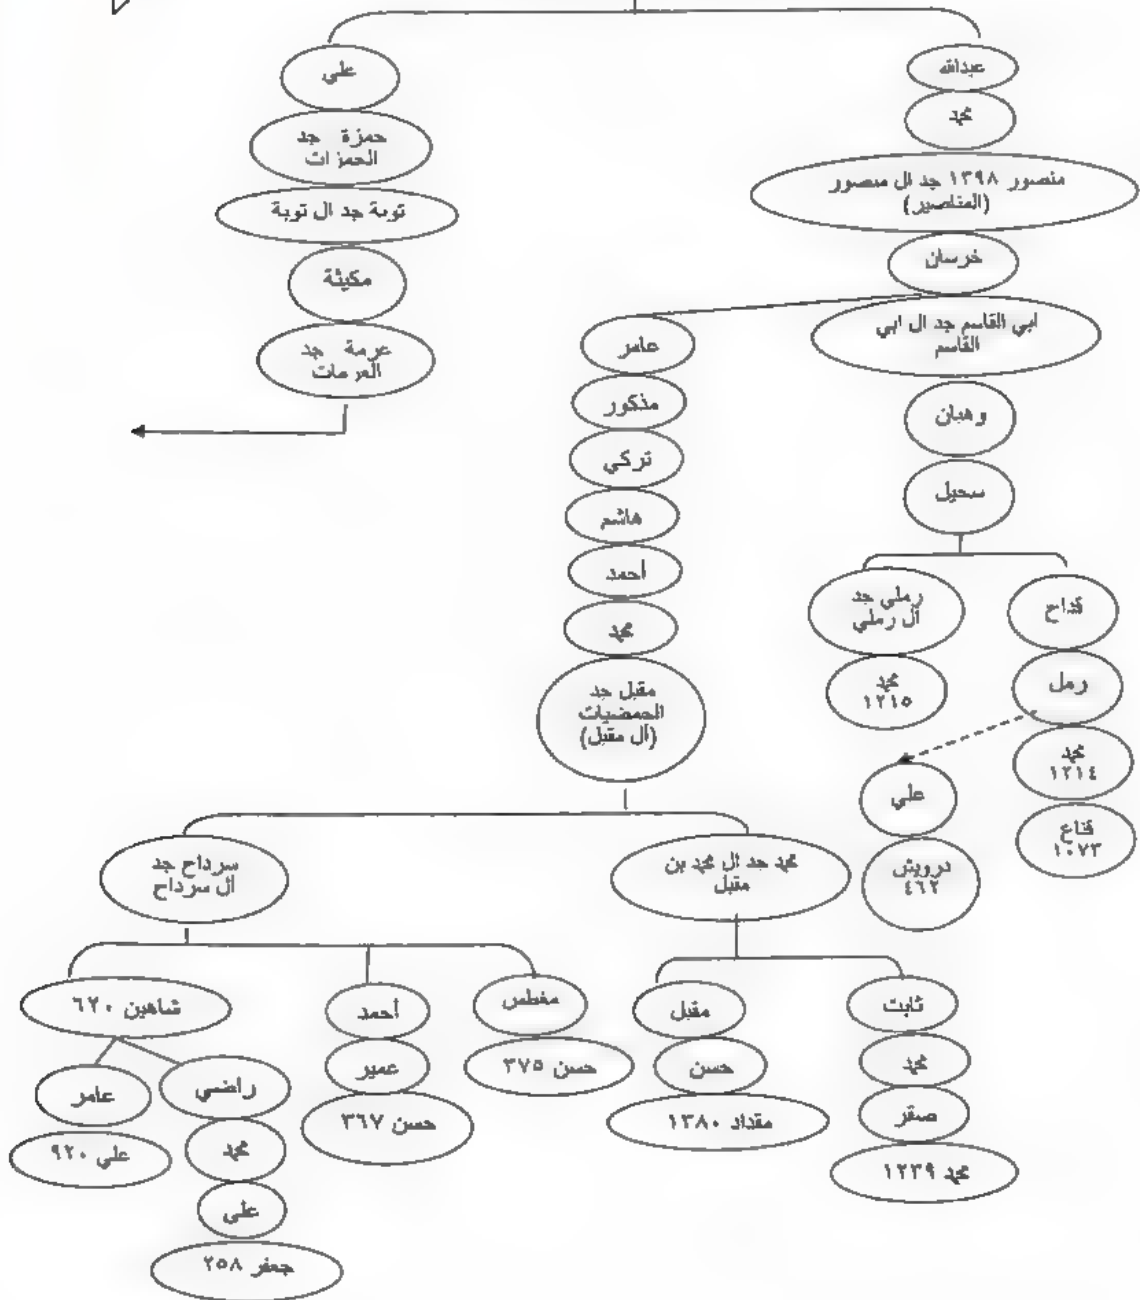 عبدالله
محمد
منصور ١٣٩٨ جد ال منصور
(المناصير)
خرسان
ابي القاسم جد ال ابي
القاسم
وهبان
سحيل
قداح
رمل
محمد
١٢١٤
قناع
١٠٧٣
رملي جد
آل رملي
محمد
١٢١٥
علي
درويش
٤٦٢
عامر
مذكور
تركي
هاشم
أحمد
محمد
مقبل جد
الحمضيات
(آل مقبل)
محمد جد ال محمد بن
مقبل
ثابت
محمد
صقر
محمد ١٢٣٩
مقبل
حسن
مقداد ١٣٨٠
سرداح جد
آل سرداح
مغطس
حسن ٣٧٥
أحمد
عمير
حسن ٣٦٧
شاهين ٦٢٠
راضي
محمد
علي
جعفر ٢٥٨
عامر
علي ٩٢٠
علي
حمزة جد
الحمزات
توبة جد ال توبة
مكيثة
عرمة جد
العرمات